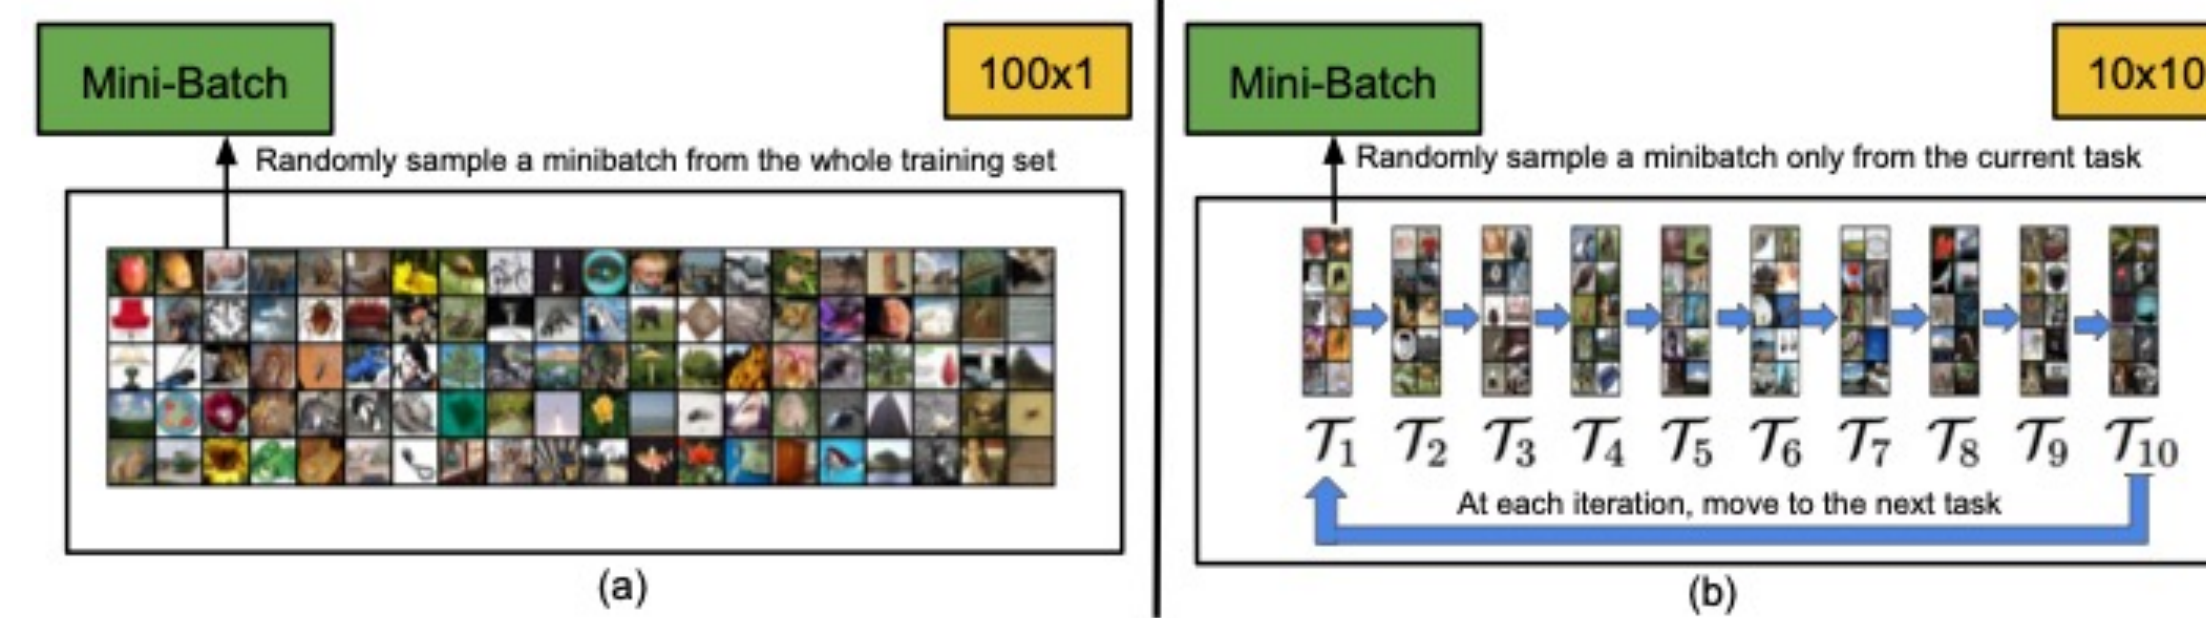 Mini-Batch
100x1
Randomly sample a minibatch from the whole training set
(a)
Mini-Batch
10x10
Randomly sample a minibatch only from the current task
𝒯1 𝒯2 𝒯3 𝒯4 𝒯5 𝒯6 𝒯7 𝒯8 𝒯9 𝒯10
At each iteration, move to the next task
(b)